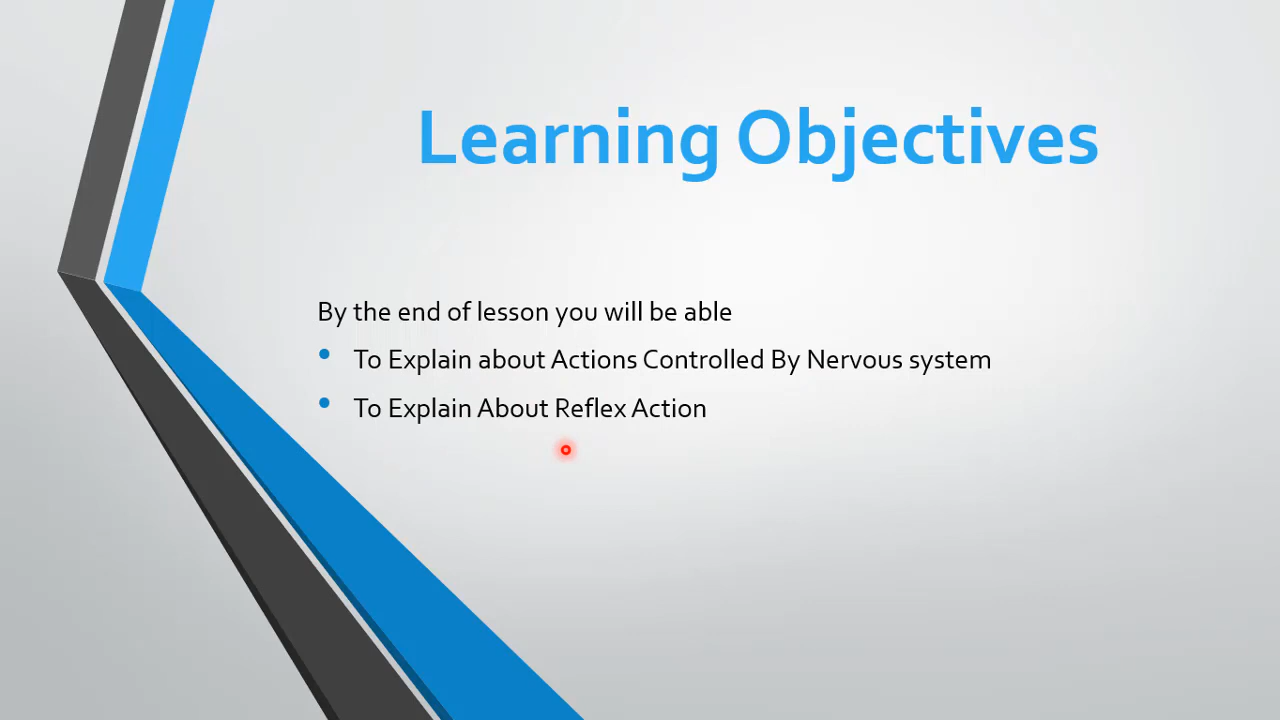 Learning Objectives
By the end of lesson you will be able
• To Explain about Actions Controlled By Nervous system
• To Explain About Reflex Action